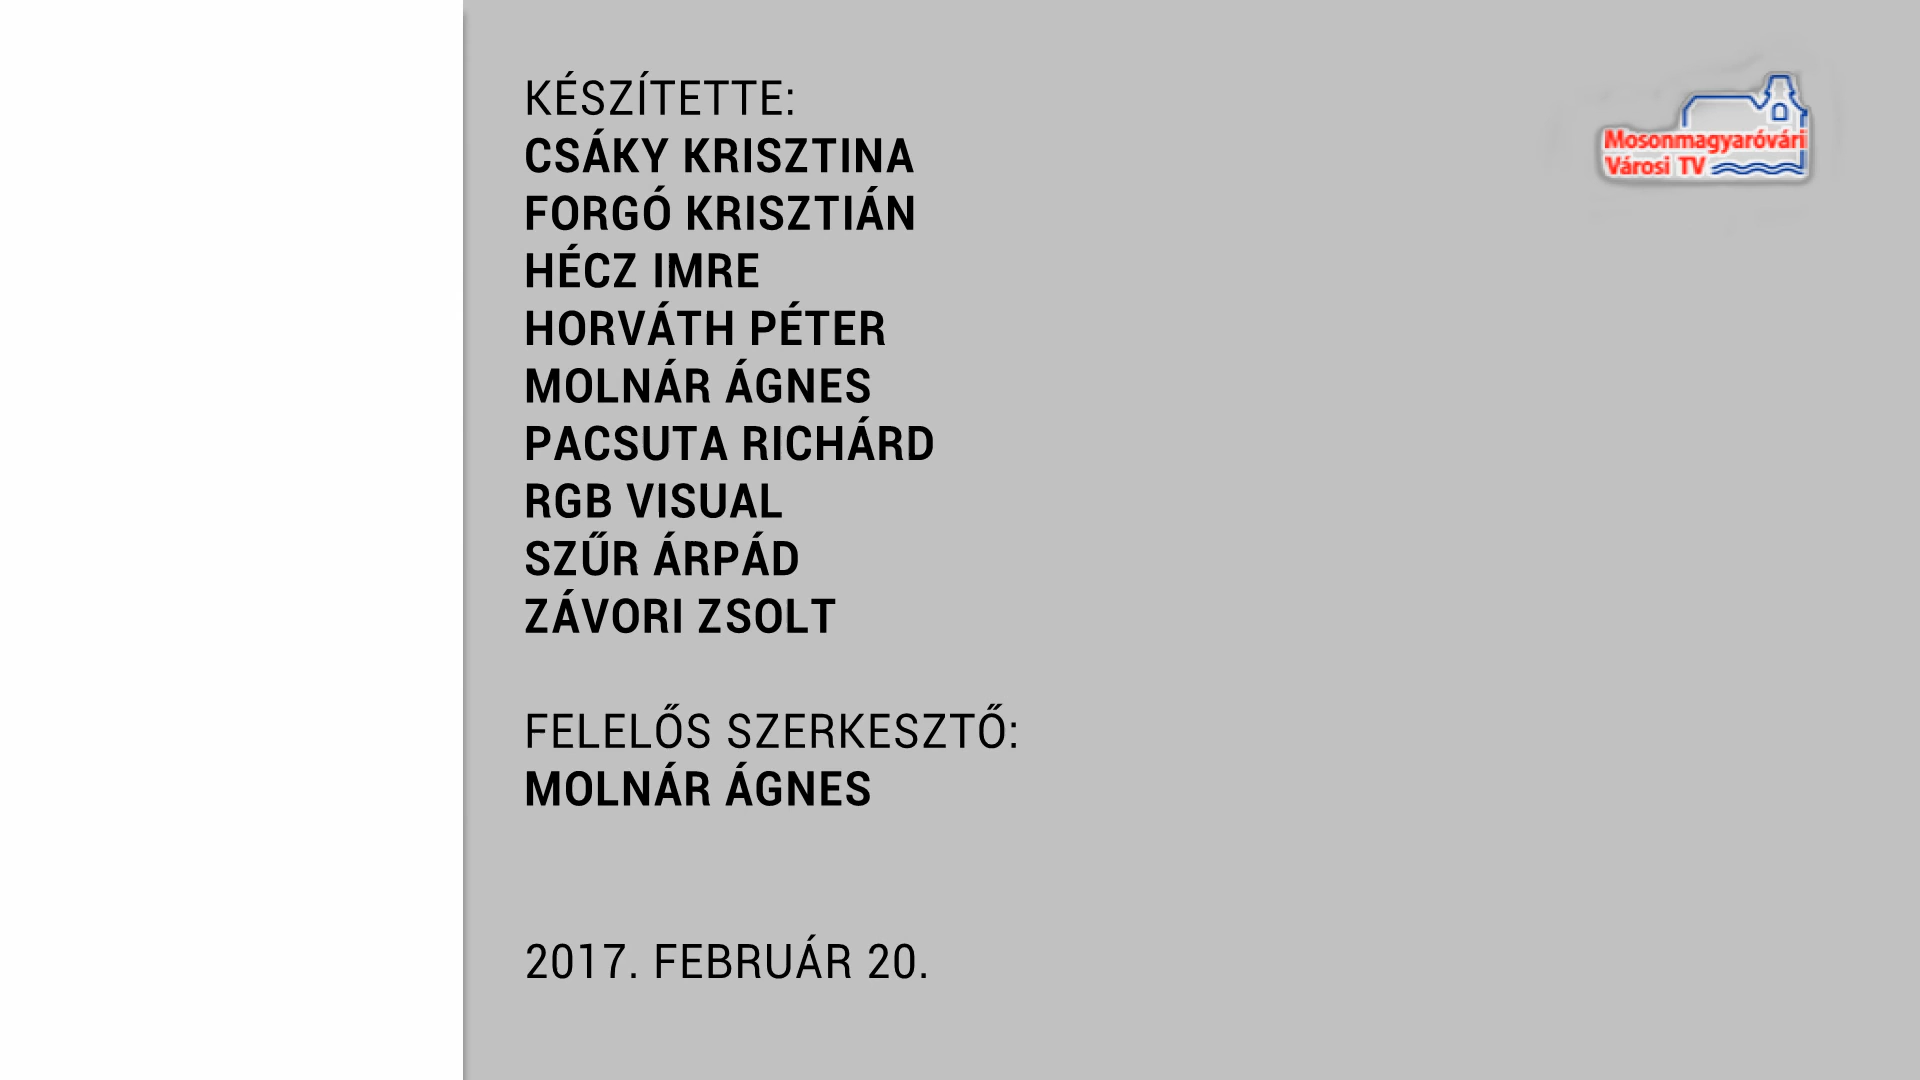 KÉSZÍTETTE:
CSÁKY KRISZTINA
FORGÓ KRISZTIÁN
HÉCZ IMRE
HORVÁTH PÉTER
MOLNÁR ÁGNES
PACSUTA RICHÁRD
RGB VISUAL
SZŰR ÁRPÁD
ZÁVORI ZSOLT
FELELŐS SZERKESZTŐ:
MOLNÁR ÁGNES
2017. FEBRUÁR 20.
Mosonmagyaróvári
Városi TV